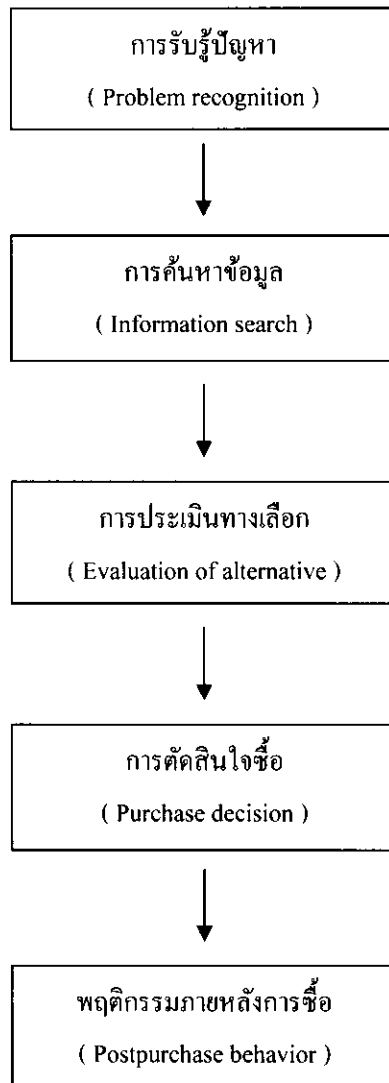 การรับรู้ปัญหา
( Problem recognition )
การค้นหาข้อมูล
( Information search )
การประเมินทางเลือก
( Evaluation of alternative )
การตัดสินใจซื้อ
( Purchase decision )
พฤติกรรมภายหลังการซื้อ
( Postpurchase behavior )